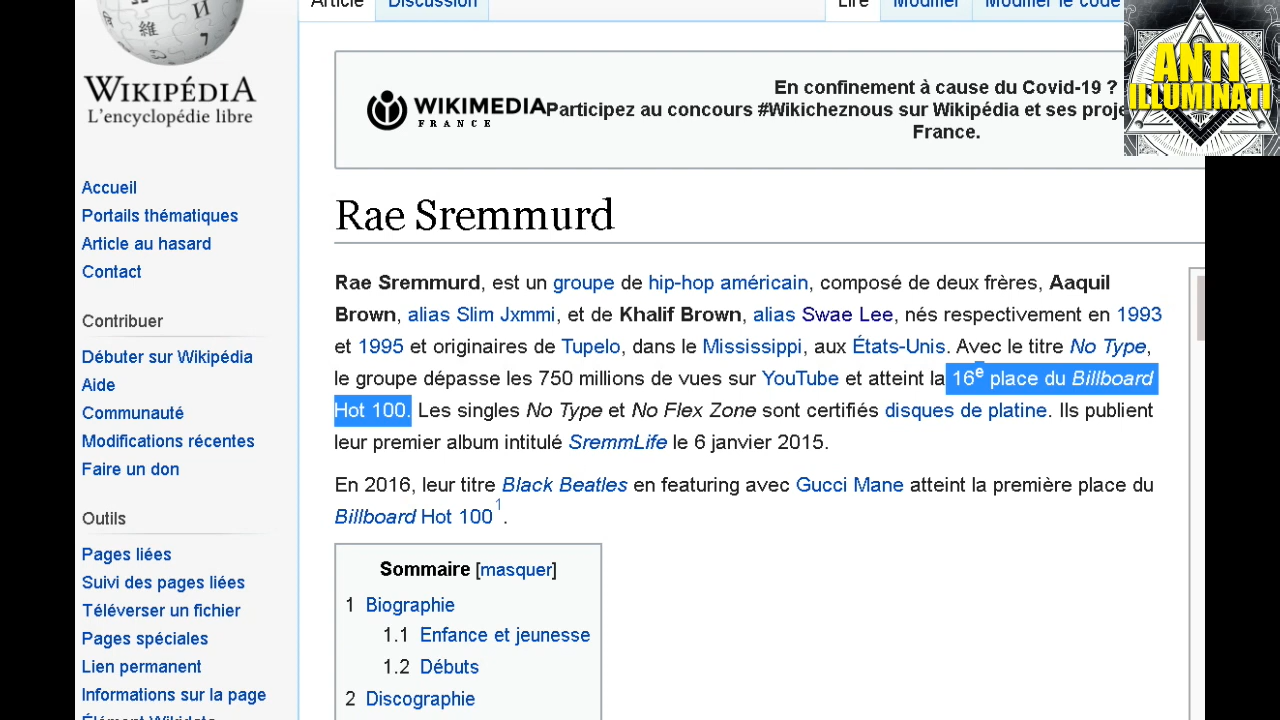 Article Discussion Lire Modifier Modifier le code
ANTI
ILLUMINATI
WIKIPÉDIA
L'encyclopédie libre
En confinement à cause du Covid-19 ?
WIKIMEDIA
FRANCE
Participez au concours #Wikicheznous sur Wikipédia et ses
France.
Accueil
Portails thématiques
Article au hasard
Contact
Contribuer
Débuter sur Wikipédia
Aide
Communauté
Modifications récentes
Faire un don
Outils
Pages liées
Suivi des pages liées
Téléverser un fichier
Pages spéciales
Lien permanent
Informations sur la page
Élément Wikidata
Rae Sremmurd
Rae Sremmurd, est un groupe de hip-hop américain, composé de deux frères, Aaquil
Brown, alias Slim Jxmmi, et de Khalif Brown, alias Swae Lee, nés respectivement en 1993
et 1995 et originaires de Tupelo, dans le Mississippi, aux États-Unis. Avec le titre No Type,
le groupe dépasse les 750 millions de vues sur YouTube et atteint la 16e place du Billboard
Hot 100. Les singles No Type et No Flex Zone sont certifiés disques de platine. Ils publient
leur premier album intitulé SremmLife le 6 janvier 2015.
En 2016, leur titre Black Beatles en featuring avec Gucci Mane atteint la première place du
Billboard Hot 100 1.
Sommaire [masquer]
1 Biographie
1.1 Enfance et jeunesse
1.2 Débuts
2 Discographie